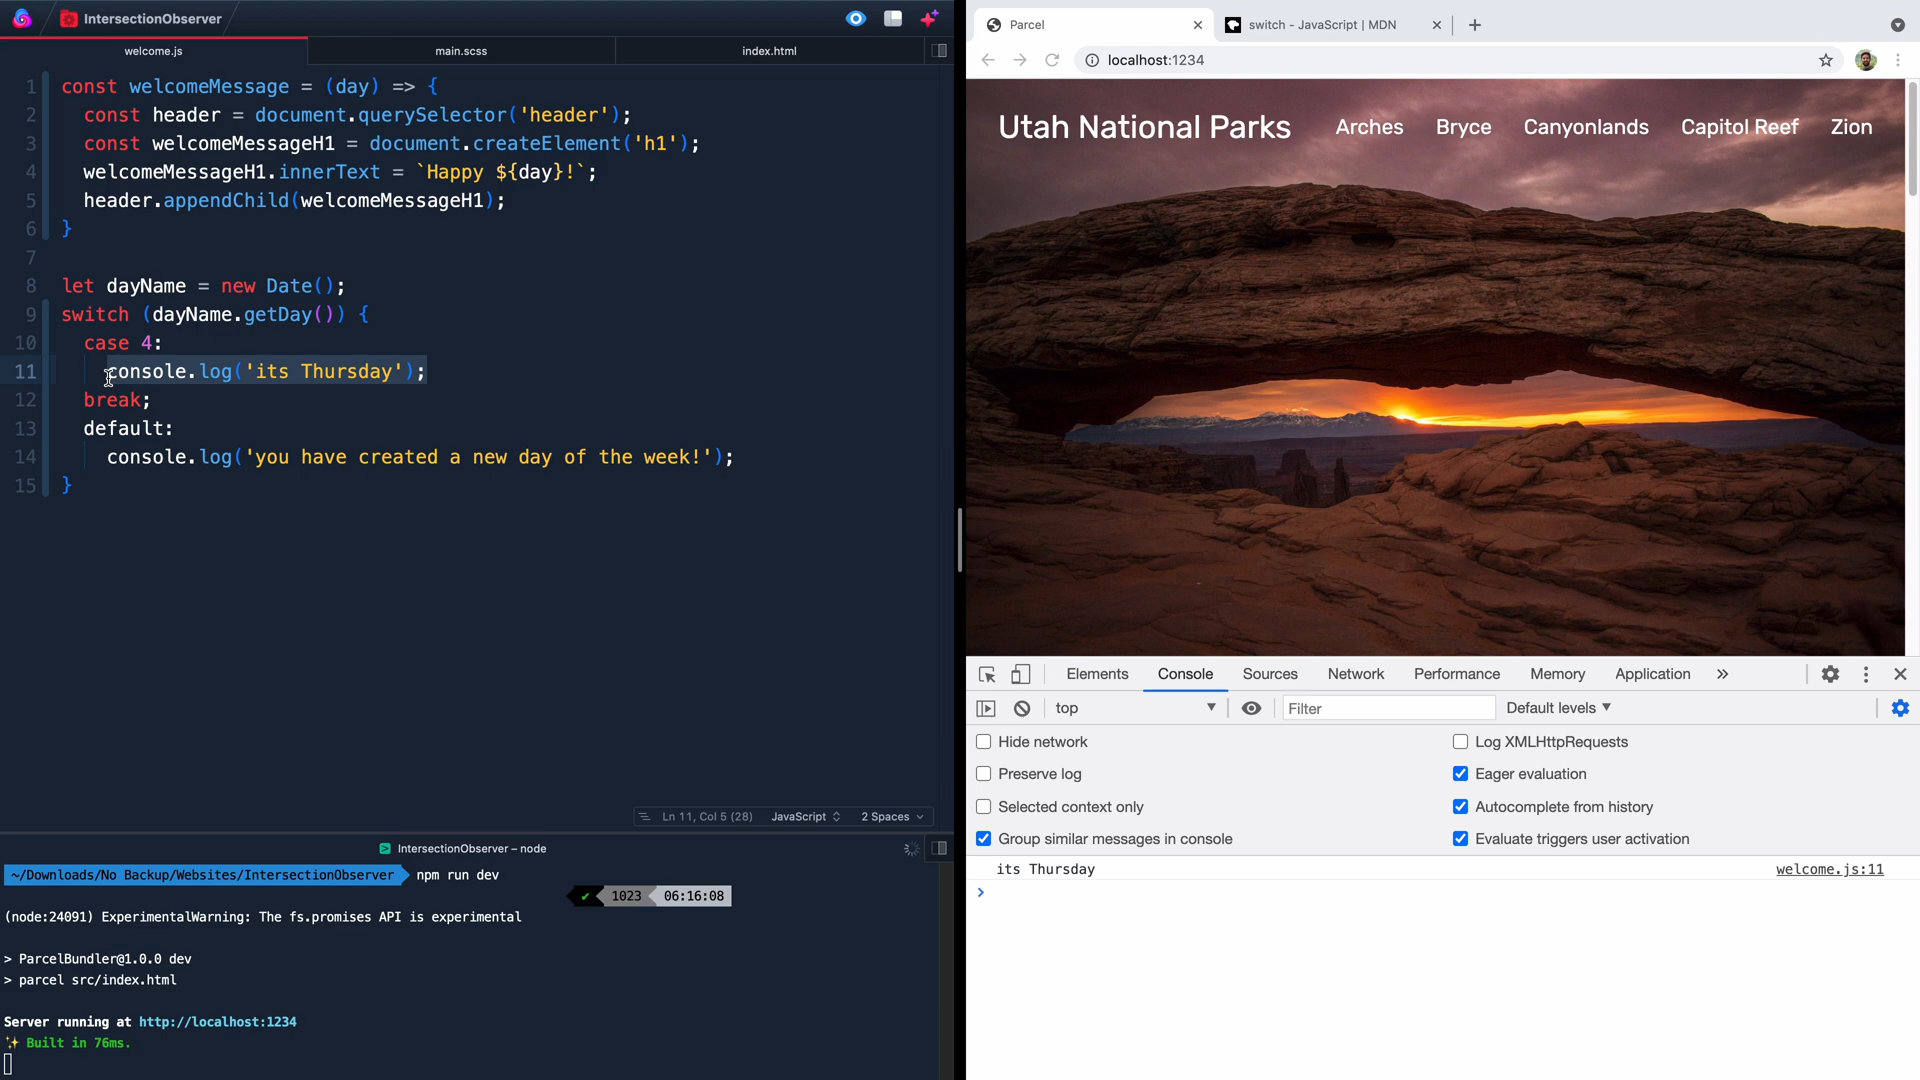 IntersectionObserver
welcome.js
main.scss
index.html
1 const welcomeMessage = (day) => {
2 const header = document.querySelector('header');
3 const welcomeMessageH1 = document.createElement('h1');
4 welcomeMessageH1.innerText = `Happy ${day}!`;
5 header.appendChild(welcomeMessageH1);
6 }
7
8 let dayName = new Date();
9 switch (dayName.getDay()) {
10 case 4:
11 console.log('its Thursday');
12 break;
13 default:
14 console.log('you have created a new day of the week!');
15 }
Ln 11, Col 5 (28) JavaScript 2 Spaces
IntersectionObserver – node
~/Downloads/No Backup/Websites/IntersectionObserver npm run dev
✔ 1023 06:16:08
(node:24091) ExperimentalWarning: The fs.promises API is experimental
> ParcelBundler@1.0.0 dev
> parcel src/index.html
Server running at http://localhost:1234
✨ Built in 76ms.
Parcel
switch - JavaScript | MDN
localhost:1234
Utah National Parks Arches Bryce Canyonlands Capitol Reef Zion
Elements Console Sources Network Performance Memory Application »
top Filter Default levels ▼
Hide network
Log XMLHttpRequests
Preserve log
Eager evaluation
Selected context only
Autocomplete from history
Group similar messages in console
Evaluate triggers user activation
its Thursday welcome.js:11